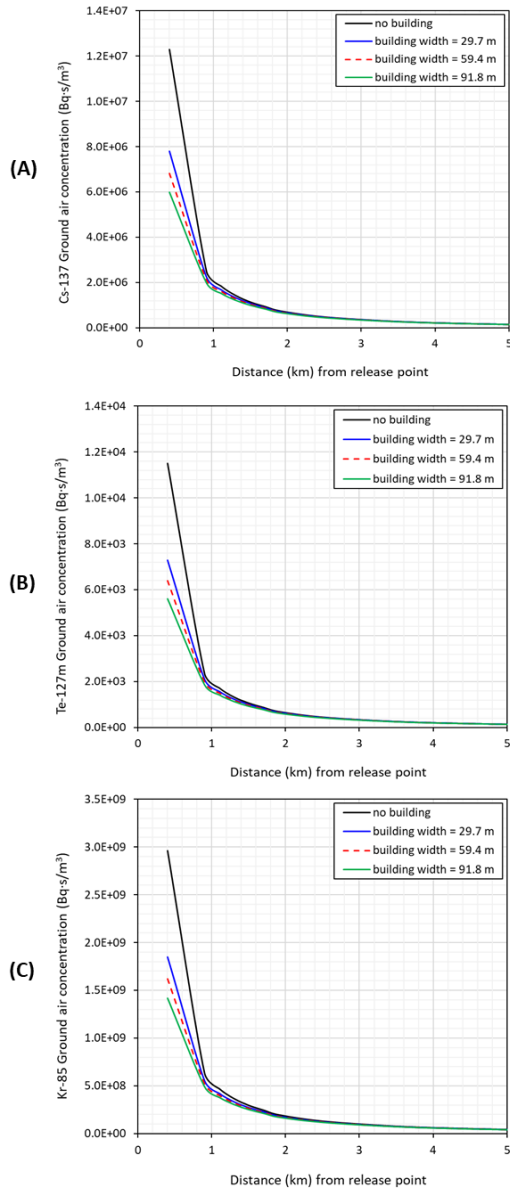 (A)
Cs-137 Ground air concentration (Bq·s/m³)
1.4E+07
1.2E+07
1.0E+07
8.0E+06
6.0E+06
4.0E+06
2.0E+06
0.0E+00
no building
building width = 29.7 m
building width = 59.4 m
building width = 91.8 m
0 1 2 3 4 5
Distance (km) from release point
(B)
Te-127m Ground air concentration (Bq·s/m³)
1.4E+04
1.2E+04
1.0E+04
8.0E+03
6.0E+03
4.0E+03
2.0E+03
0.0E+00
no building
building width = 29.7 m
building width = 59.4 m
building width = 91.8 m
0 1 2 3 4 5
Distance (km) from release point
(C)
Kr-85 Ground air concentration (Bq·s/m³)
3.5E+09
3.0E+09
2.5E+09
2.0E+09
1.5E+09
1.0E+09
5.0E+08
0.0E+00
no building
building width = 29.7 m
building width = 59.4 m
building width = 91.8 m
0 1 2 3 4 5
Distance (km) from release point